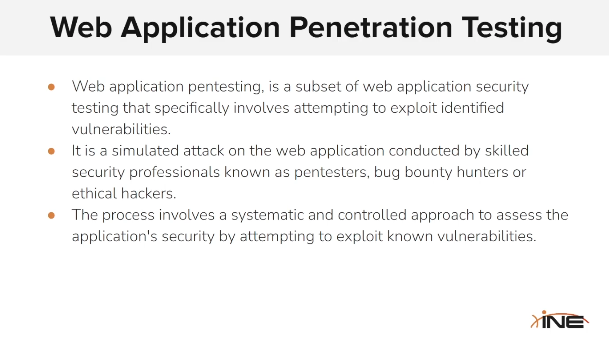 Web Application Penetration Testing
● Web application pentesting, is a subset of web application security
testing that specifically involves attempting to exploit identified
vulnerabilities.
● It is a simulated attack on the web application conducted by skilled
security professionals known as pentesters, bug bounty hunters or
ethical hackers.
● The process involves a systematic and controlled approach to assess the
application's security by attempting to exploit known vulnerabilities.
INE